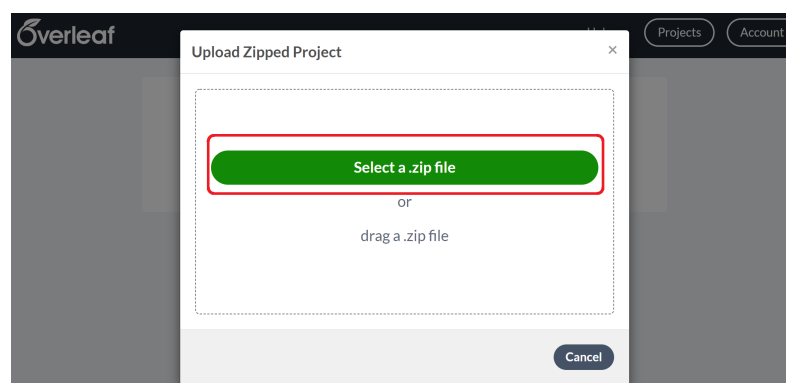 Overleaf
Projects
Account
Upload Zipped Project
×
Select a .zip file
or
drag a .zip file
Cancel